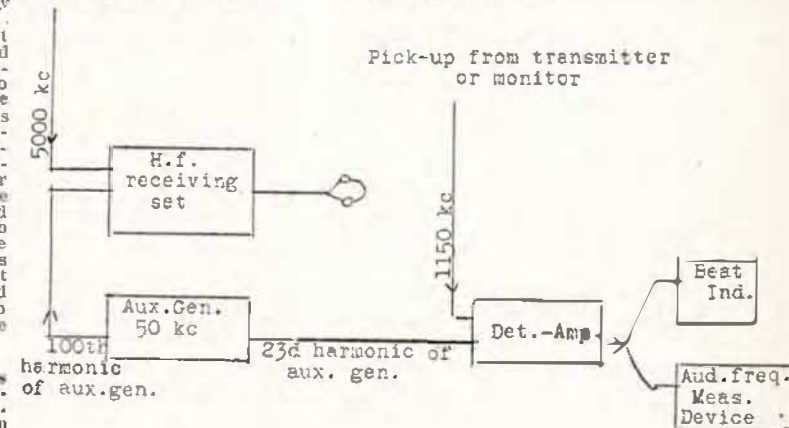 5000 kc
Pick-up from transmitter
or monitor
H.f.
receiving
set
1150 kc
Aux.Gen.
50 kc
100th
harmonic
of aux.gen.
23d harmonic of
aux. gen.
Det.-Amp.
Beat
Ind.
Aud.freq.
Meas.
Device